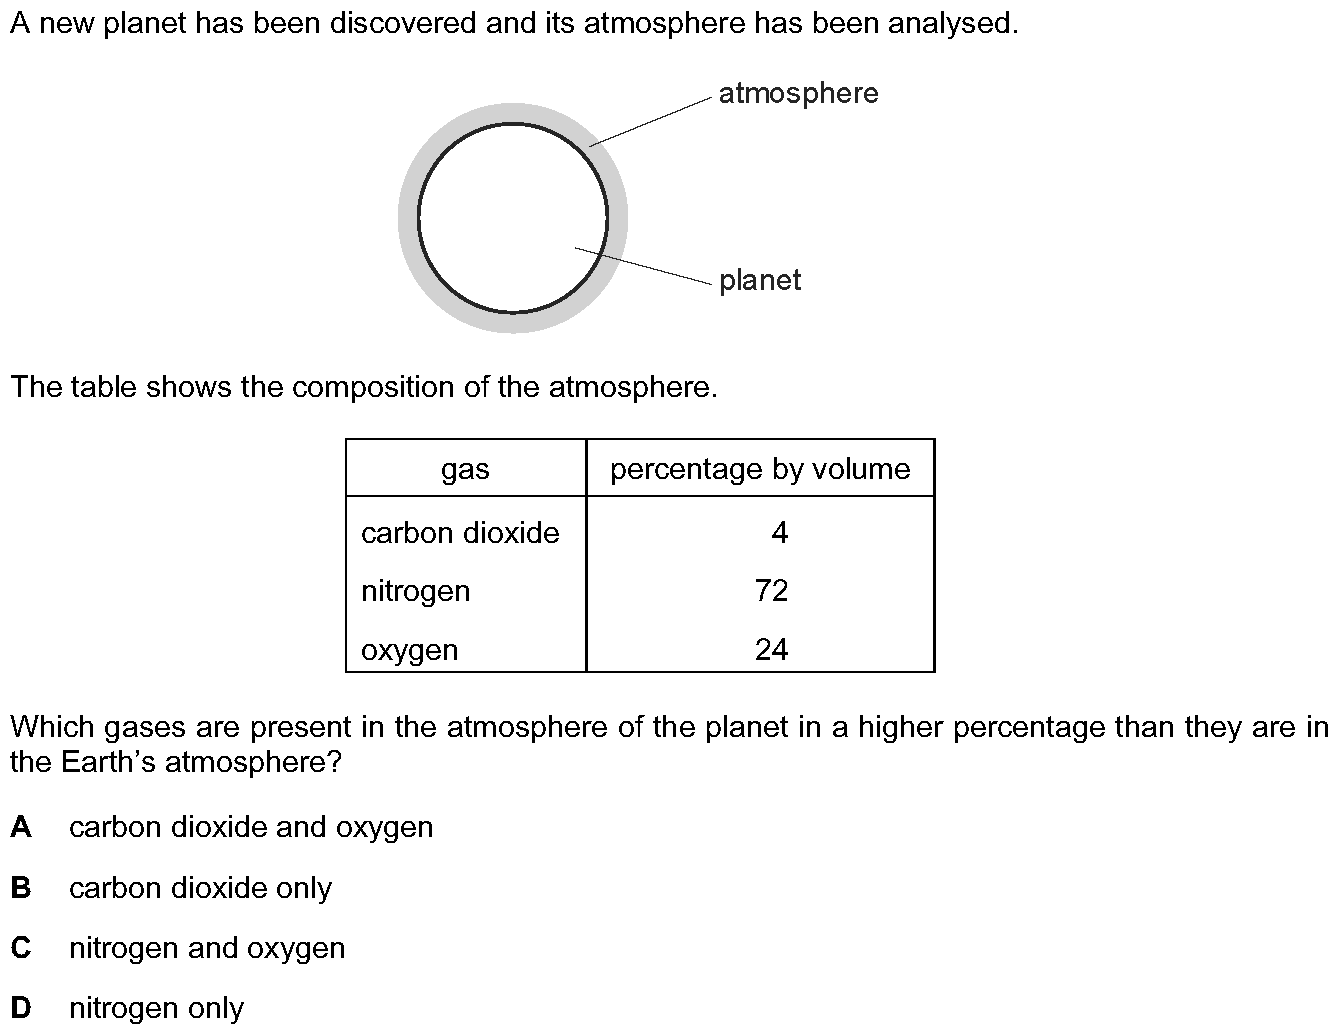 A new planet has been discovered and its atmosphere has been analysed.
atmosphere
planet
The table shows the composition of the atmosphere.
gas percentage by volume
carbon dioxide 4
nitrogen 72
oxygen 24
Which gases are present in the atmosphere of the planet in a higher percentage than they are in
the Earth’s atmosphere?
A carbon dioxide and oxygen
B carbon dioxide only
C nitrogen and oxygen
D nitrogen only